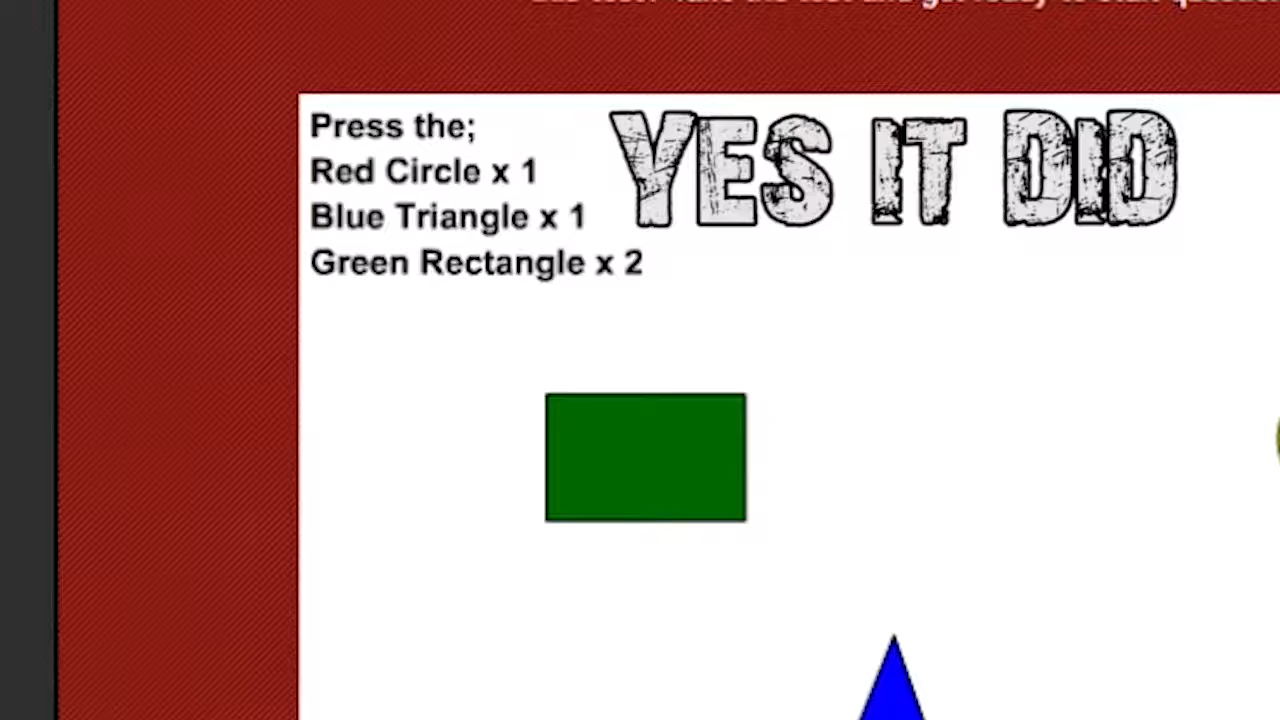 Press the;
Red Circle x 1
Blue Triangle x 1
Green Rectangle x 2
YES IT DID